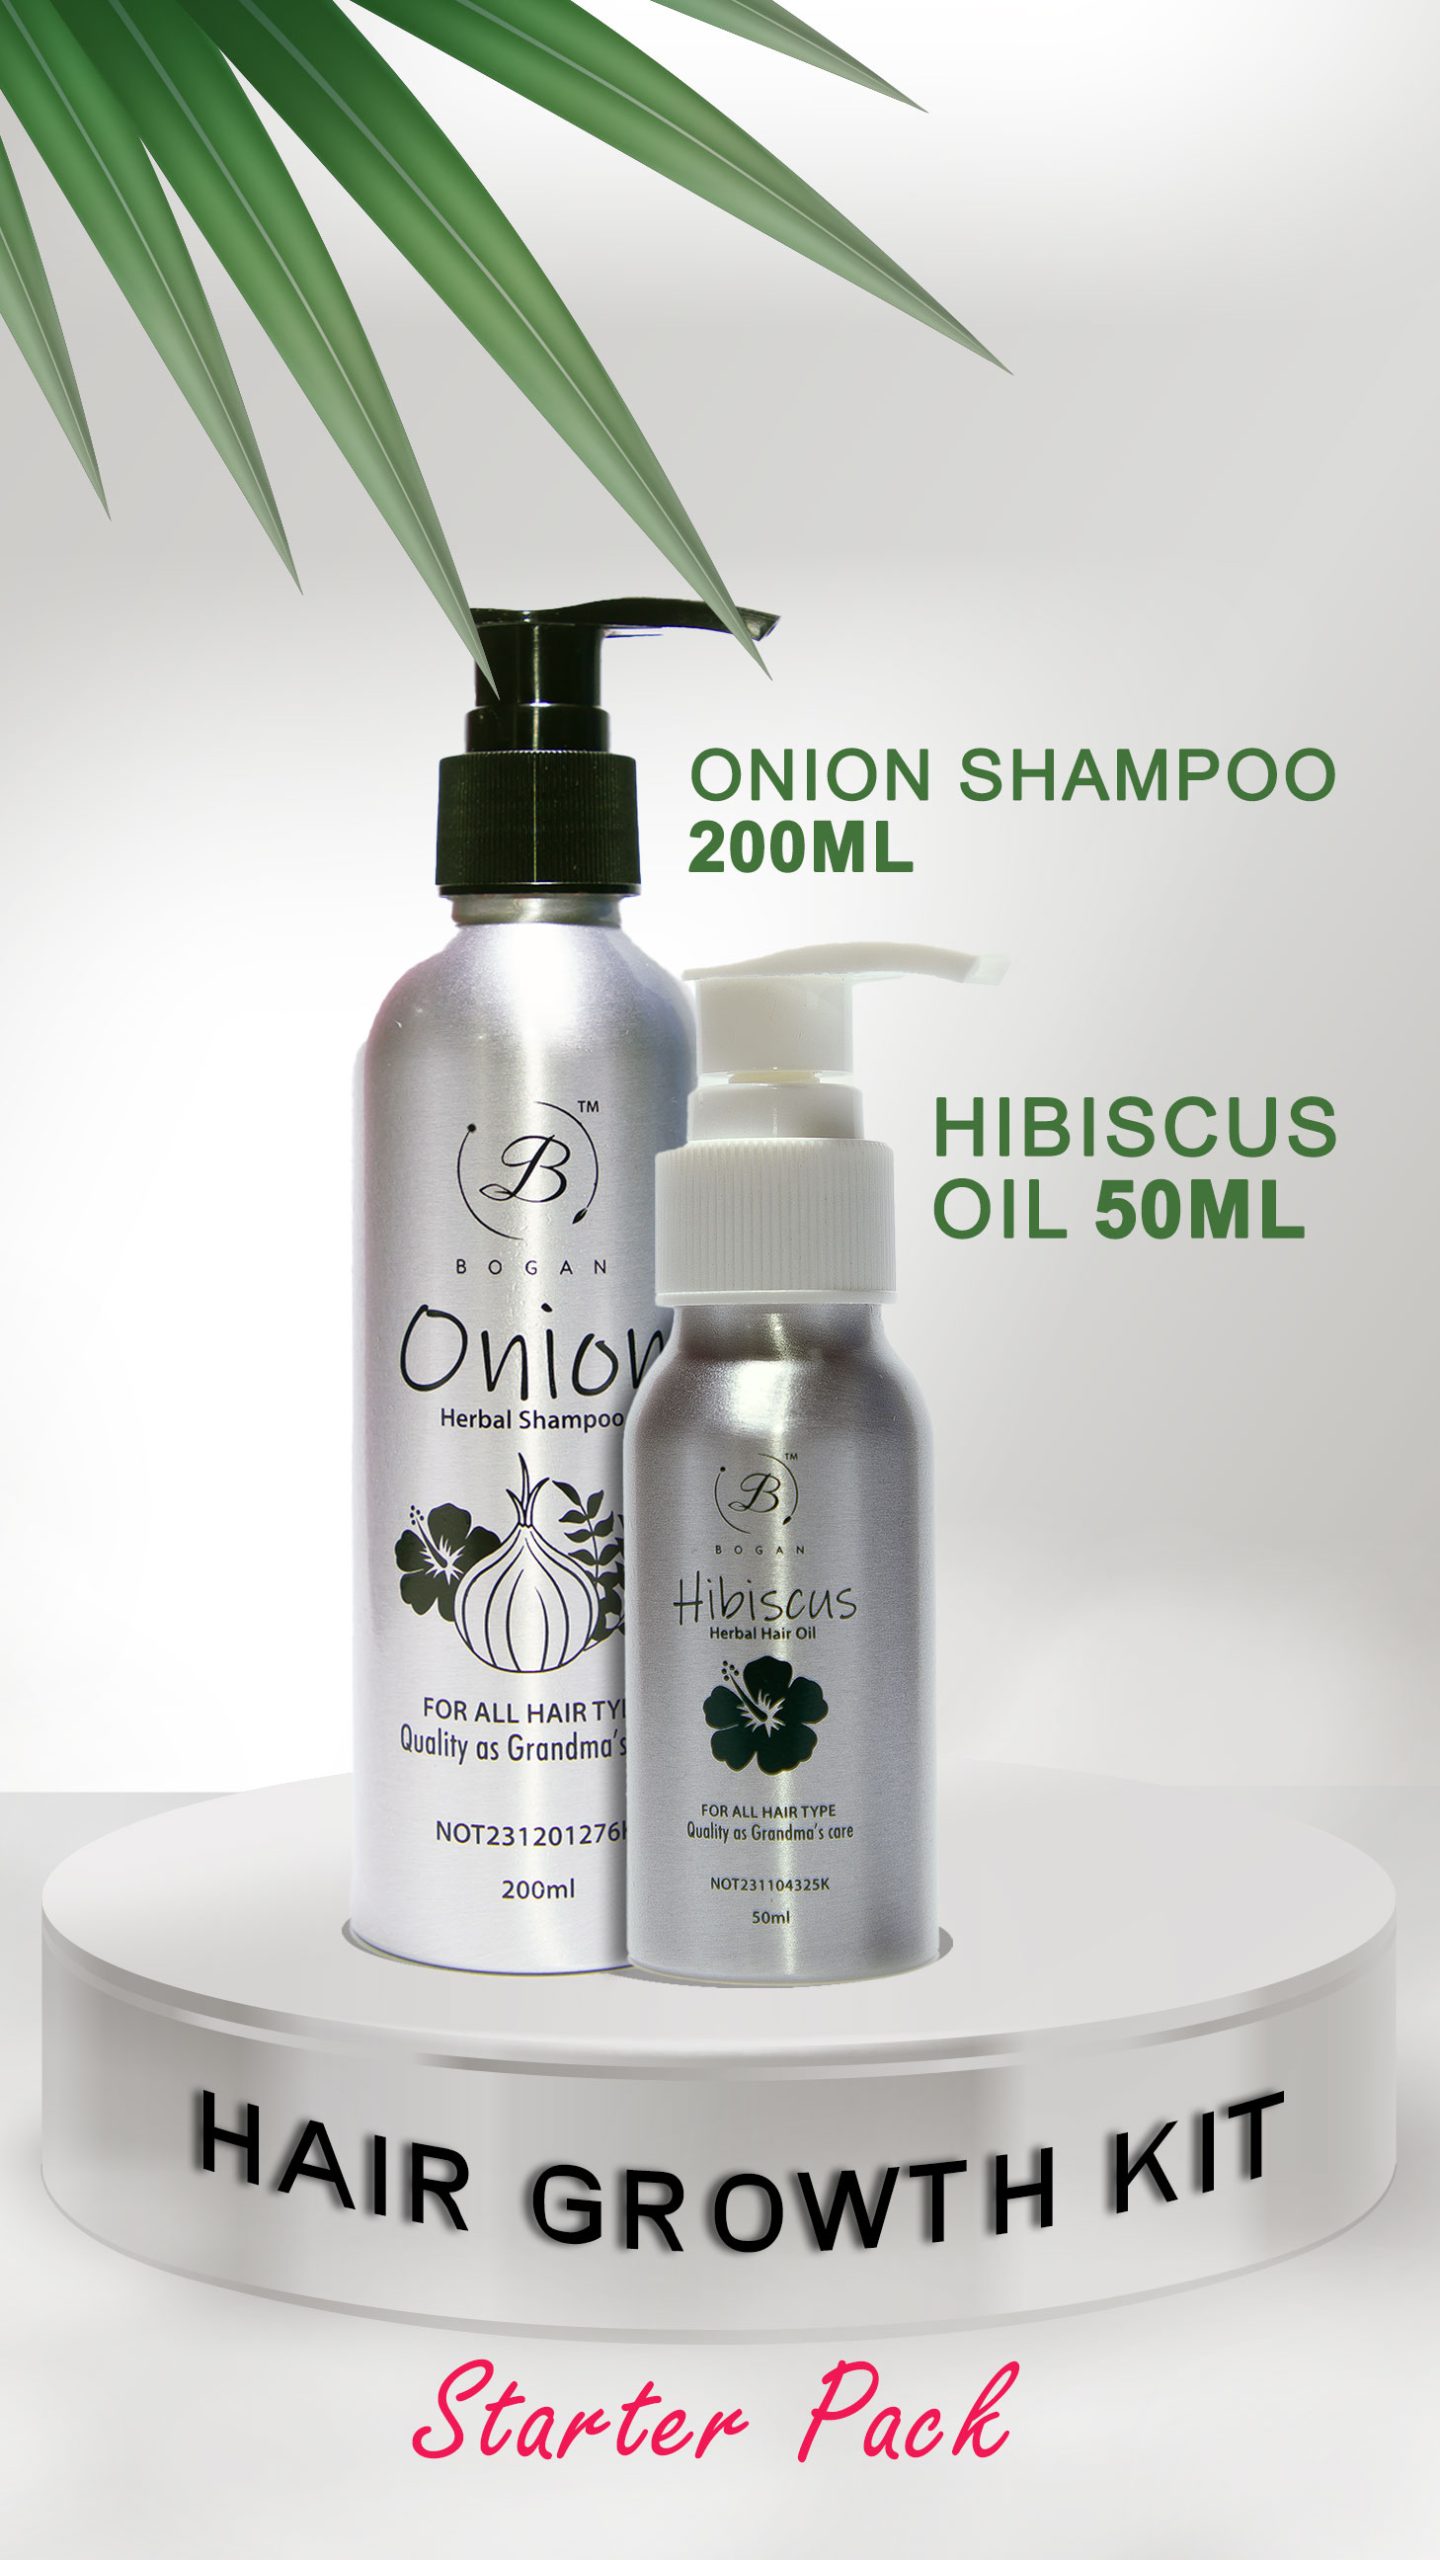 ONION SHAMPOO
200ML
HIBISCUS
OIL 50ML
B
TM
BOGAN
Onion
Herbal Shampoo
FOR ALL HAIR TY
Quality as Grandma's
NOT231201276K
200ml
B
TM
BOGAN
Hibiscus
Herbal Hair Oil
FOR ALL HAIR TYPE
Quality as Grandma's care
NOT231104325K
50ml
HAIR GROWTH KIT
Starter Pack